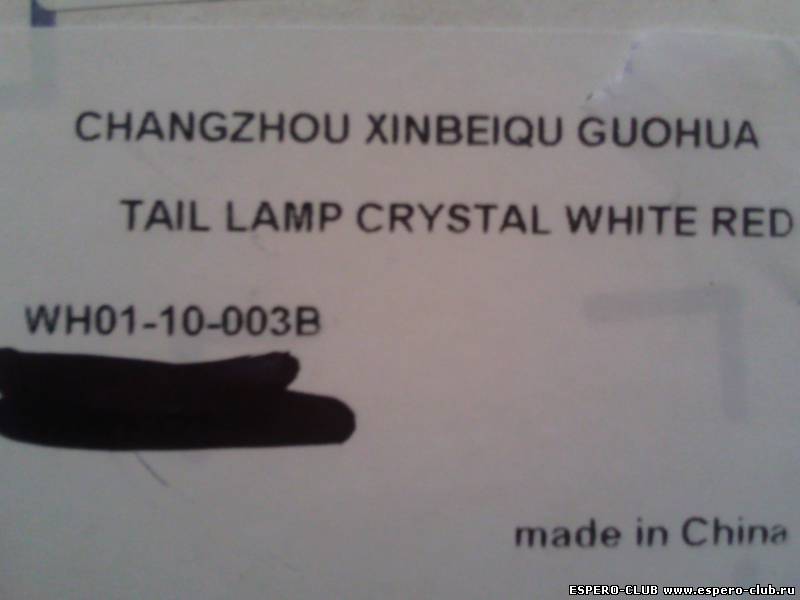 CHANGZHOU XINBEIQU GUOHUA
TAIL LAMP CRYSTAL WHITE RED
WH01-10-003B
made in China
ESPERO-CLUB www.espero-club.ru